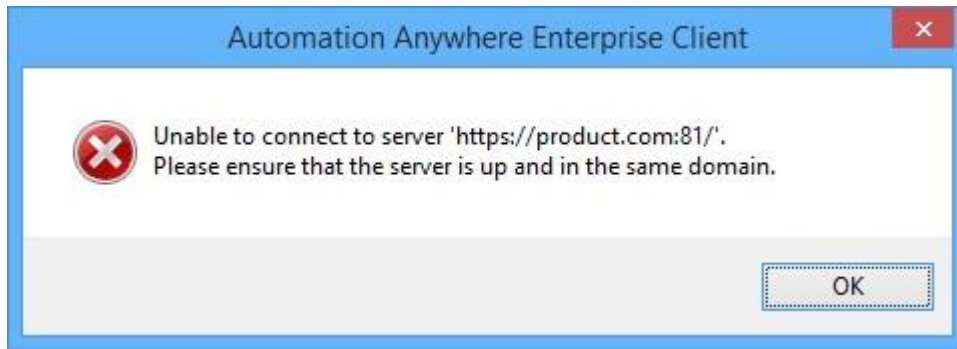 Automation Anywhere Enterprise Client
Unable to connect to server 'https://product.com:81/'.
Please ensure that the server is up and in the same domain.
OK